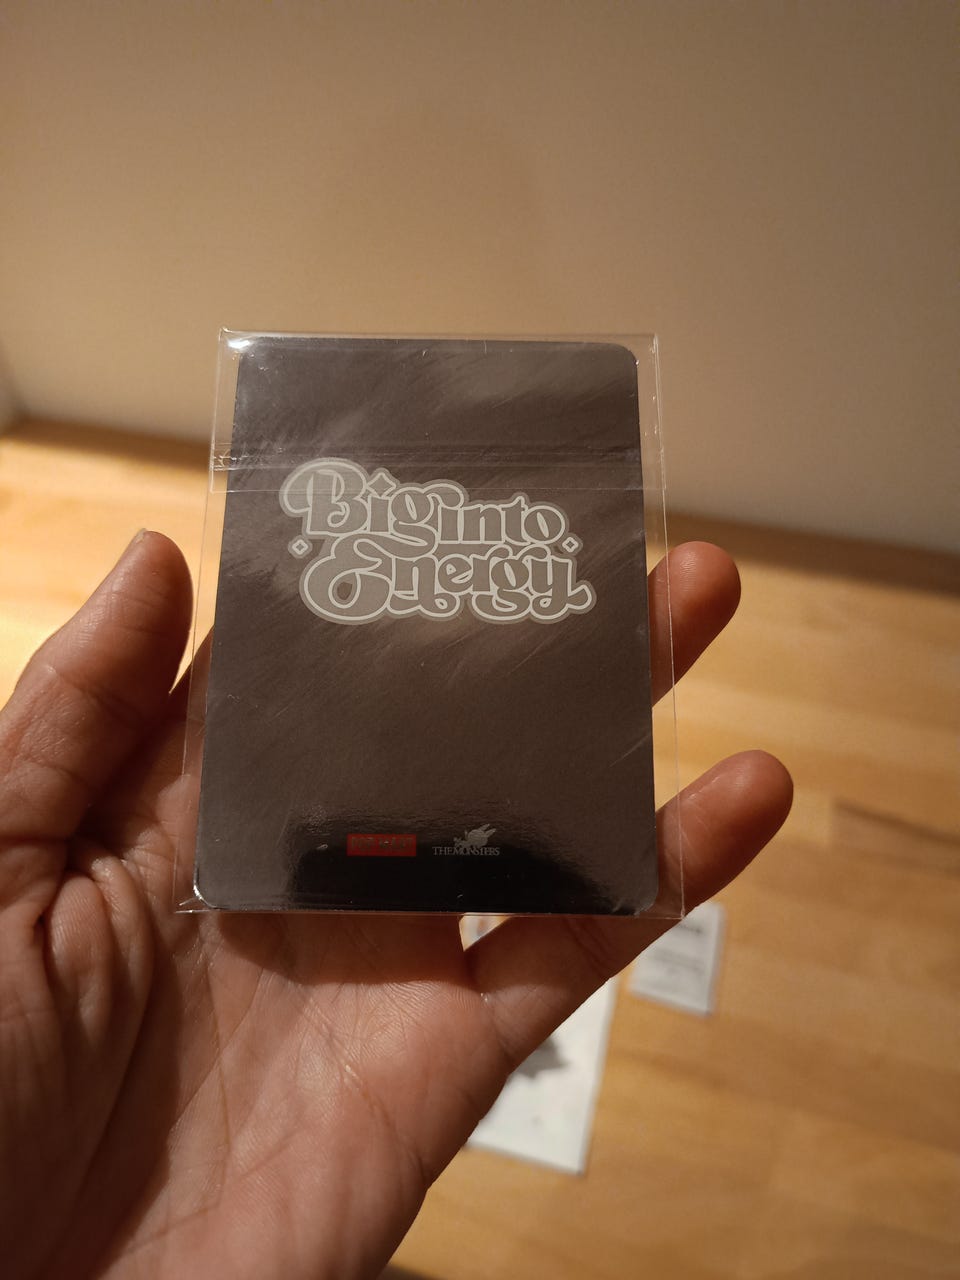 Big into
Energy
THE MONSTERS